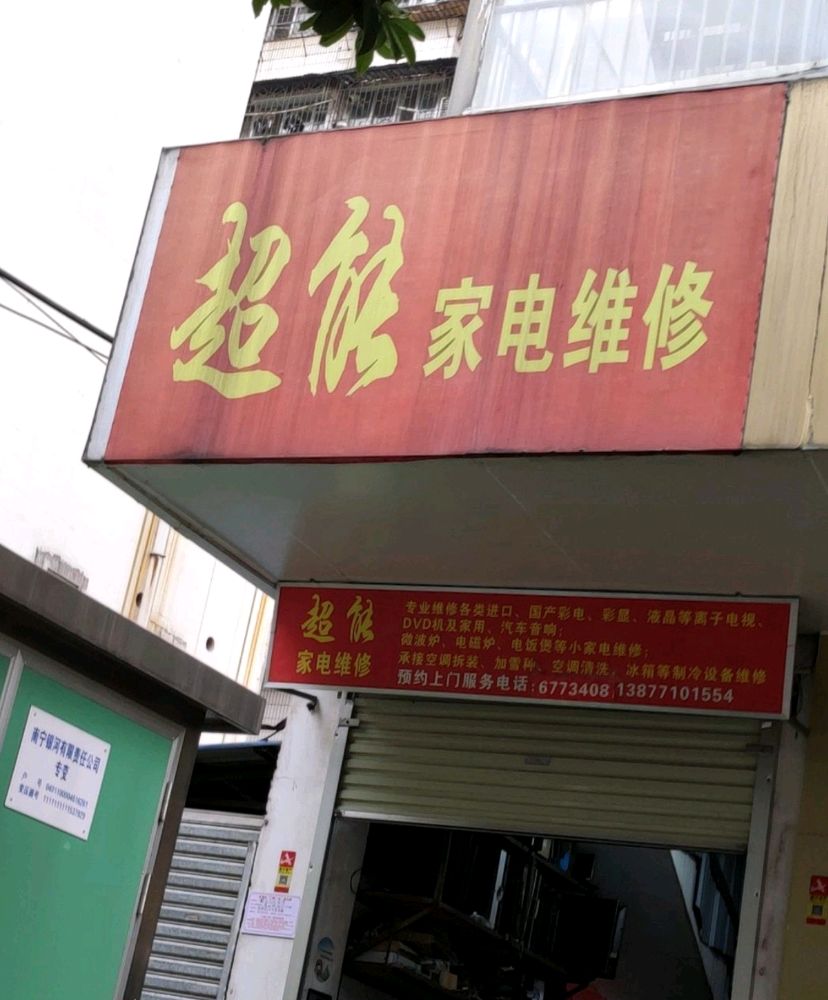 超能家电维修
超能
家电维修
专业维修各类进口、国产彩电、彩显、液晶等离子电视、
DVD机及家用、汽车音响；
微波炉、电磁炉、电饭煲等小家电维修；
承接空调拆装、加雪种、空调清洗、冰箱等制冷设备维修
预约上门服务电话：6773408 13877101554
南宁银河有限责任公司
专变